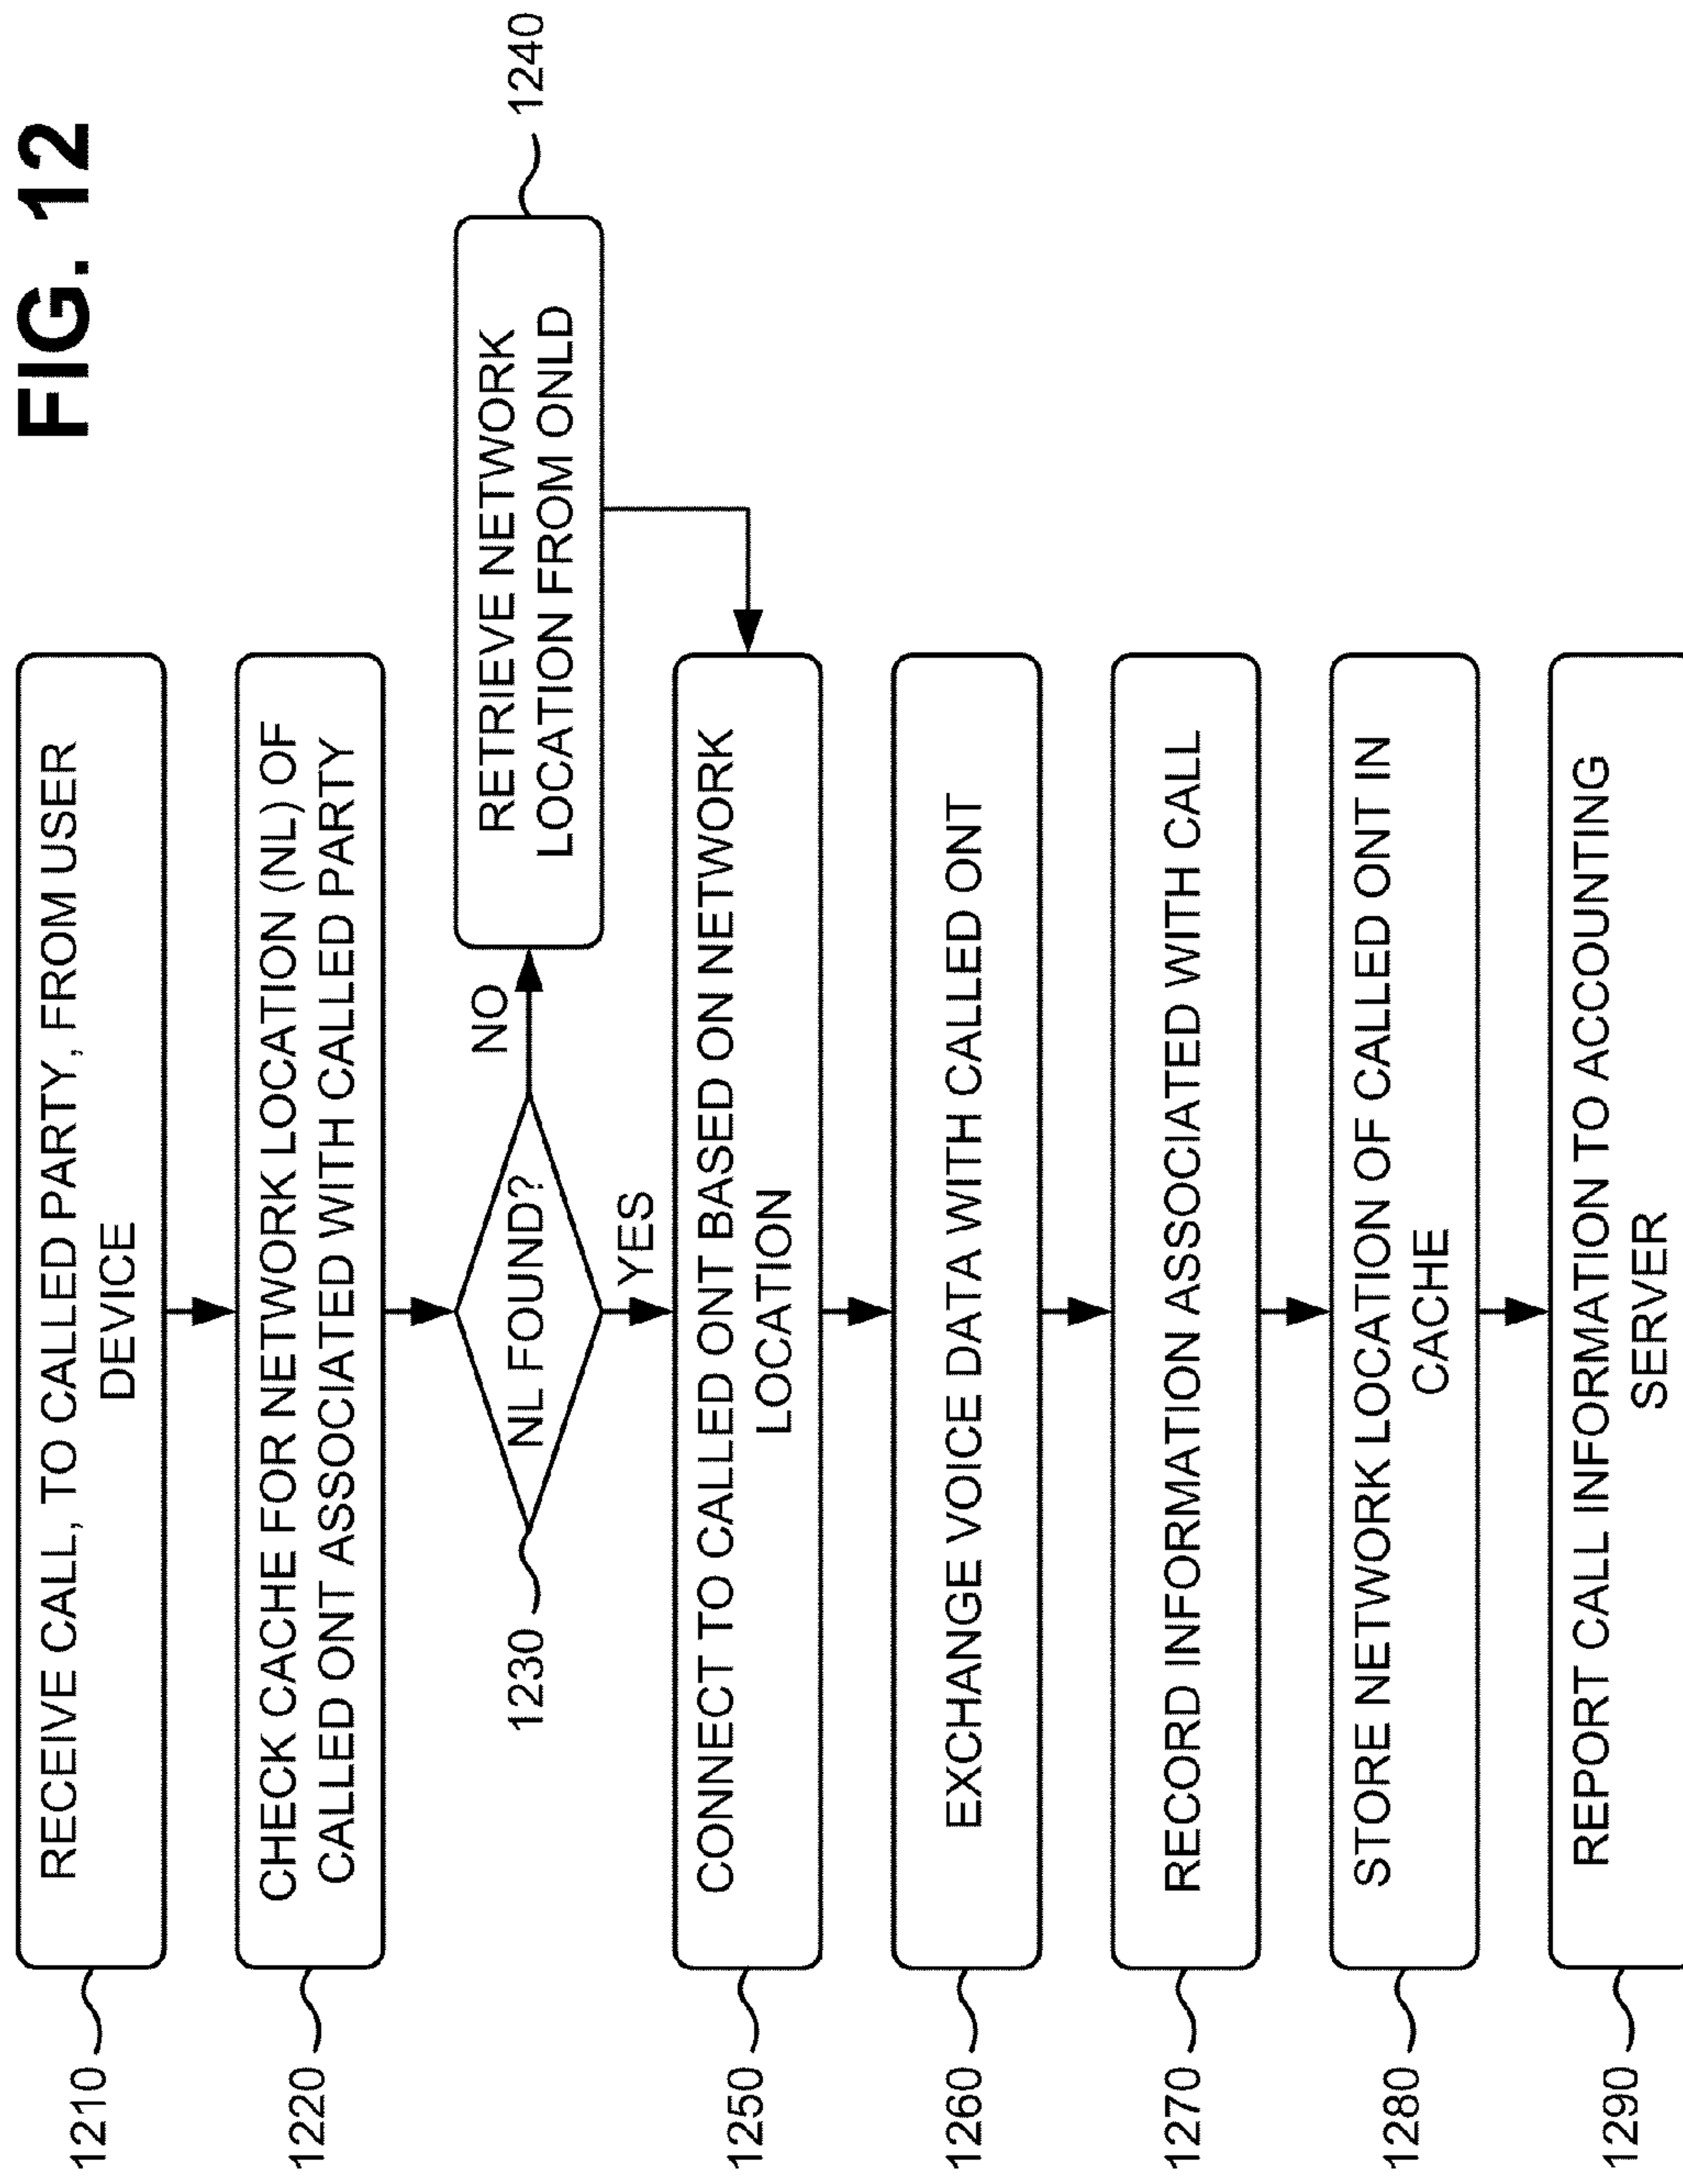 FIG. 12
1210
RECEIVE CALL, TO CALLED PARTY, FROM USER
DEVICE
1220
CHECK CACHE FOR NETWORK LOCATION (NL) OF
CALLED ONT ASSOCIATED WITH CALLED PARTY
1230
NL FOUND?
NO
YES
1240
RETRIEVE NETWORK
LOCATION FROM ONLD
1250
CONNECT TO CALLED ONT BASED ON NETWORK
LOCATION
1260
EXCHANGE VOICE DATA WITH CALLED ONT
1270
RECORD INFORMATION ASSOCIATED WITH CALL
1280
STORE NETWORK LOCATION OF CALLED ONT IN
CACHE
1290
REPORT CALL INFORMATION TO ACCOUNTING
SERVER